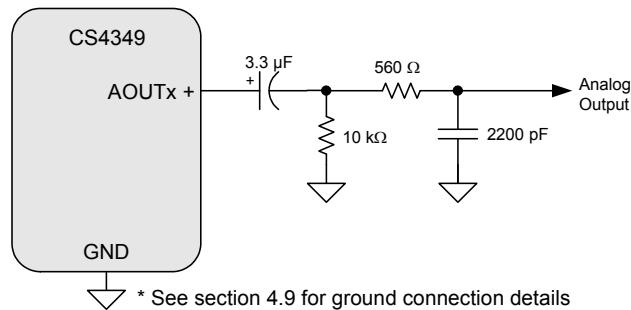 CS4349
3.3 µF
+
560 Ω
AOUTx +
Analog
Output
10 kΩ
2200 pF
GND
* See section 4.9 for ground connection details